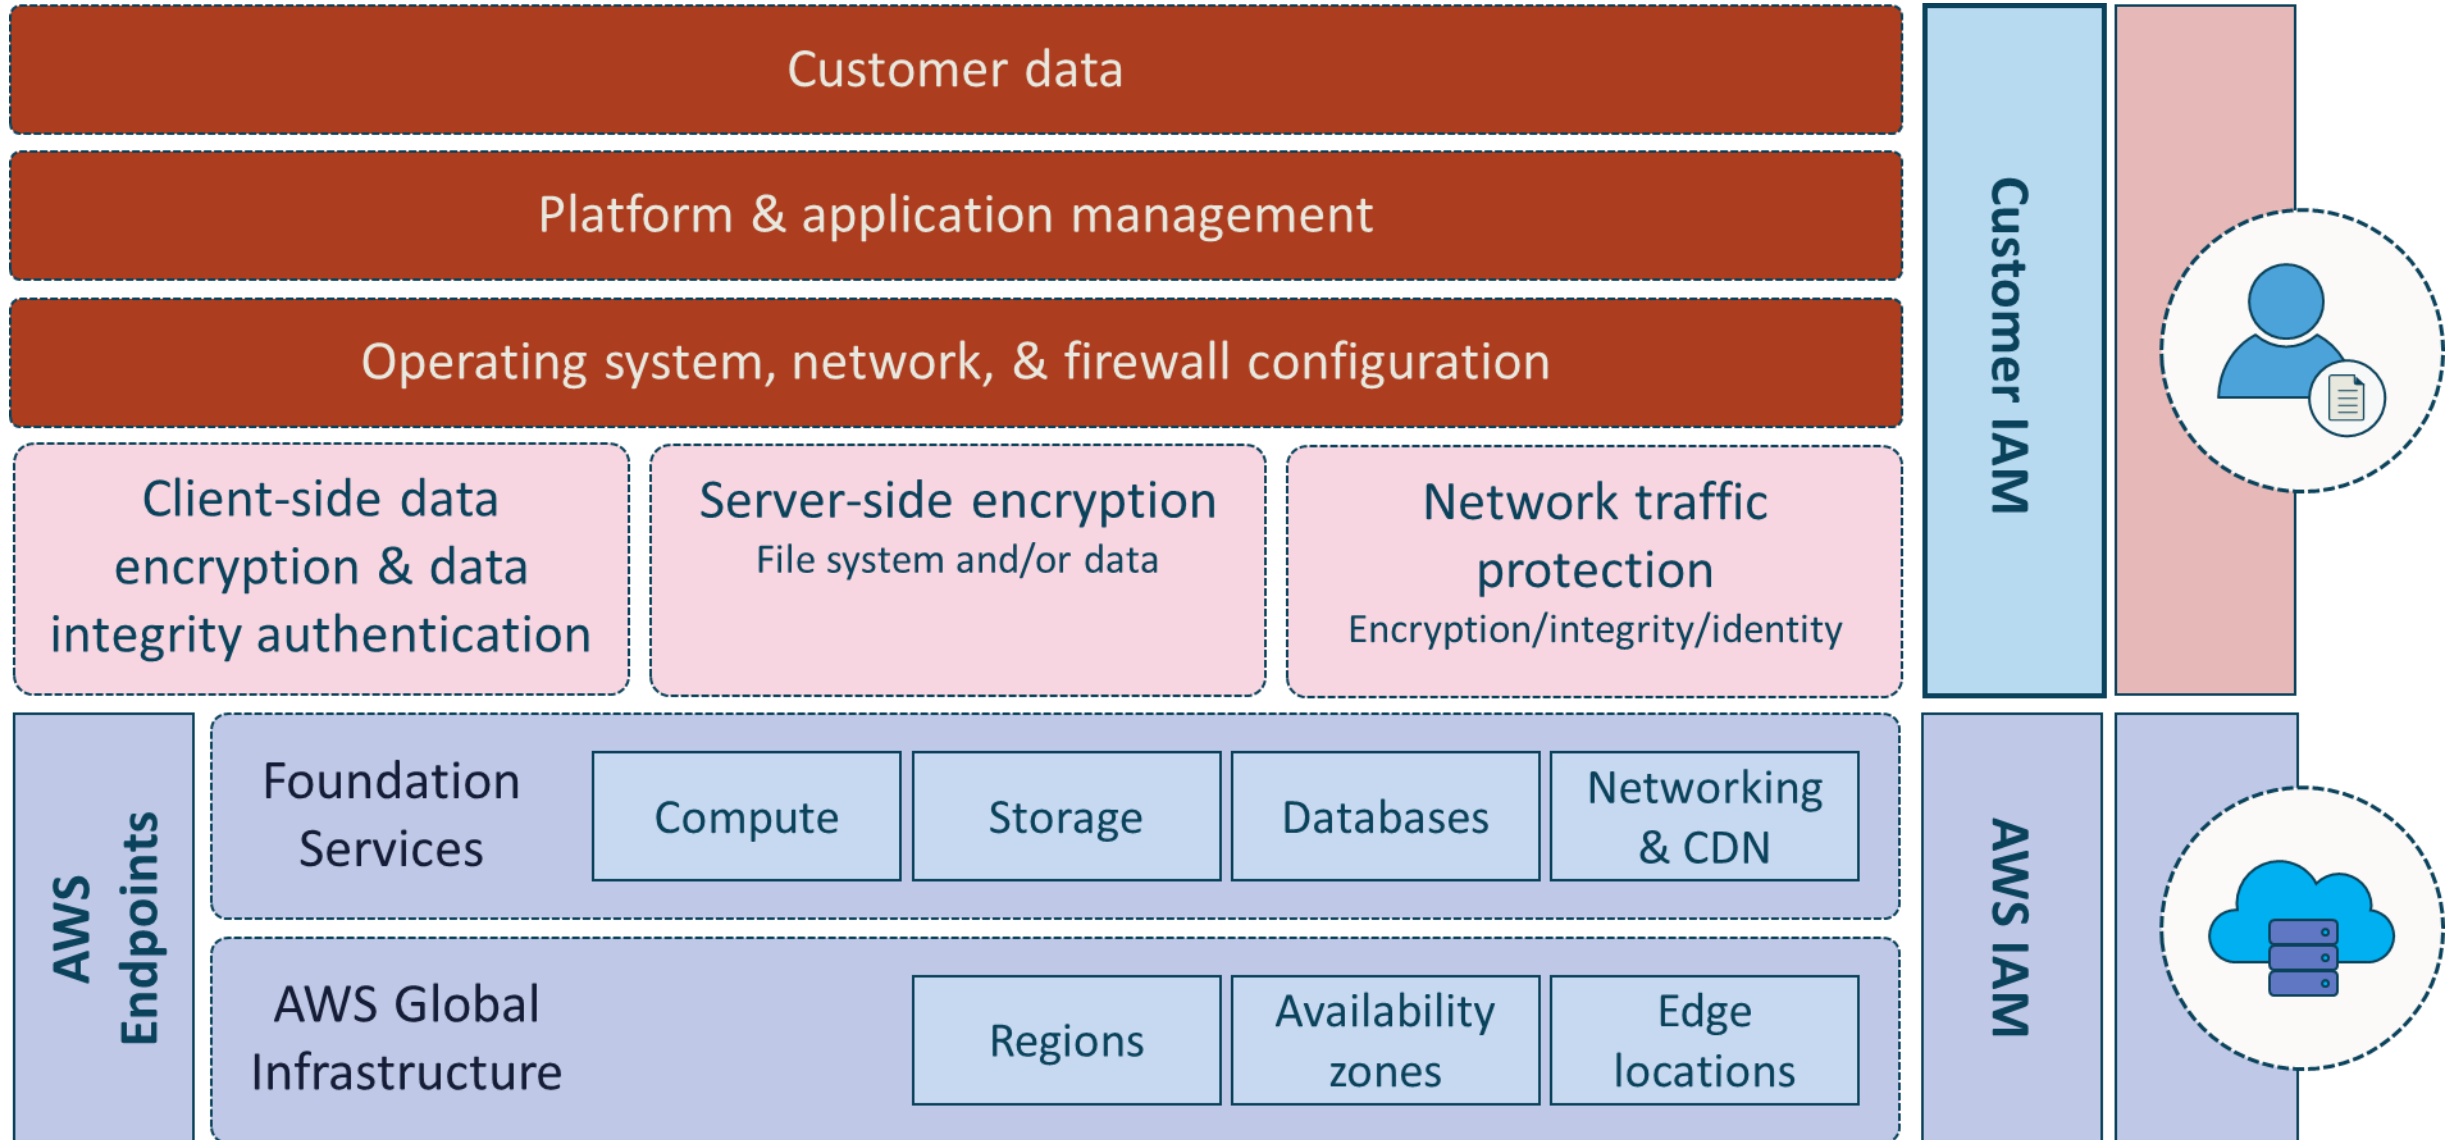 Customer data
Platform & application management
Operating system, network, & firewall configuration
Client-side data
encryption & data
integrity authentication
Server-side encryption
File system and/or data
Network traffic
protection
Encryption/integrity/identity
Customer IAM
AWS
Endpoints
Foundation
Services
Compute
Storage
Databases
Networking
& CDN
AWS Global
Infrastructure
Regions
Availability
zones
Edge
locations
AWS IAM